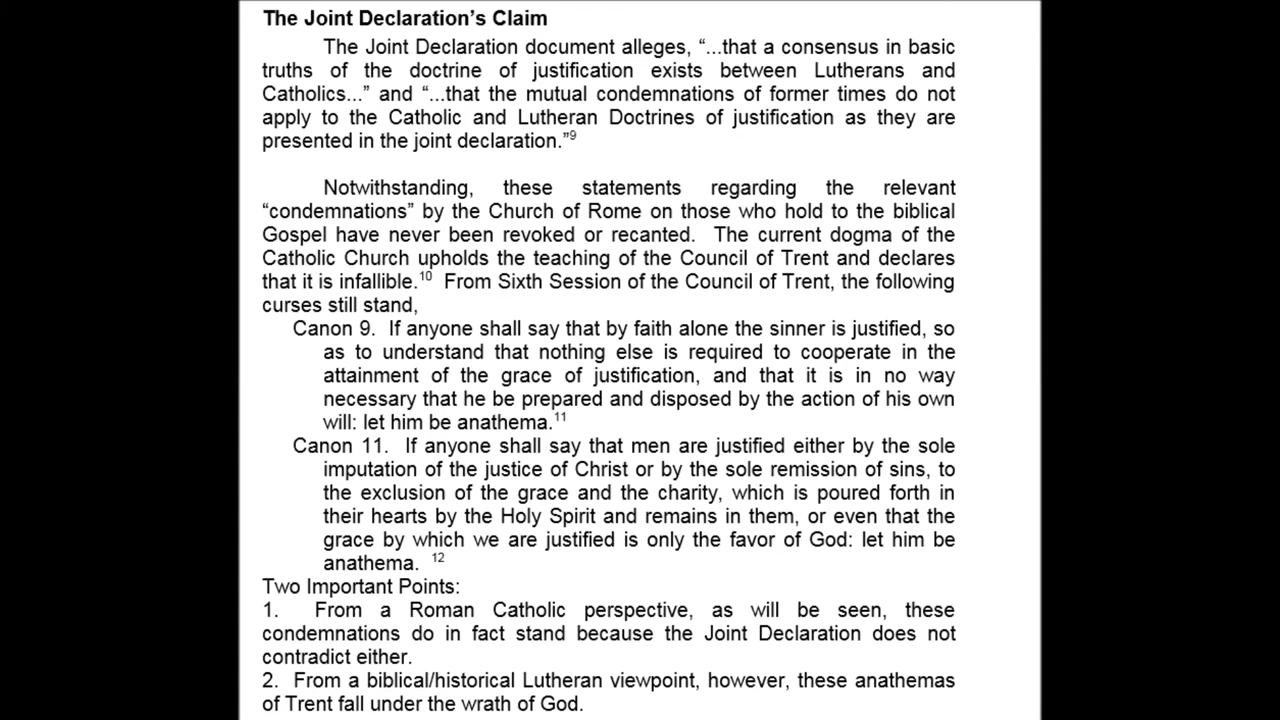 The Joint Declaration’s Claim
The Joint Declaration document alleges, “...that a consensus in basic
truths of the doctrine of justification exists between Lutherans and
Catholics...” and “...that the mutual condemnations of former times do not
apply to the Catholic and Lutheran Doctrines of justification as they are
presented in the joint declaration.”9
Notwithstanding, these statements regarding the relevant
“condemnations” by the Church of Rome on those who hold to the biblical
Gospel have never been revoked or recanted. The current dogma of the
Catholic Church upholds the teaching of the Council of Trent and declares
that it is infallible.10 From Sixth Session of the Council of Trent, the following
curses still stand,
Canon 9. If anyone shall say that by faith alone the sinner is justified, so
as to understand that nothing else is required to cooperate in the
attainment of the grace of justification, and that it is in no way
necessary that he be prepared and disposed by the action of his own
will: let him be anathema.11
Canon 11. If anyone shall say that men are justified either by the sole
imputation of the justice of Christ or by the sole remission of sins, to
the exclusion of the grace and the charity, which is poured forth in
their hearts by the Holy Spirit and remains in them, or even that the
grace by which we are justified is only the favor of God: let him be
anathema. 12
Two Important Points:
1. From a Roman Catholic perspective, as will be seen, these
condemnations do in fact stand because the Joint Declaration does not
contradict either.
2. From a biblical/historical Lutheran viewpoint, however, these anathemas
of Trent fall under the wrath of God.